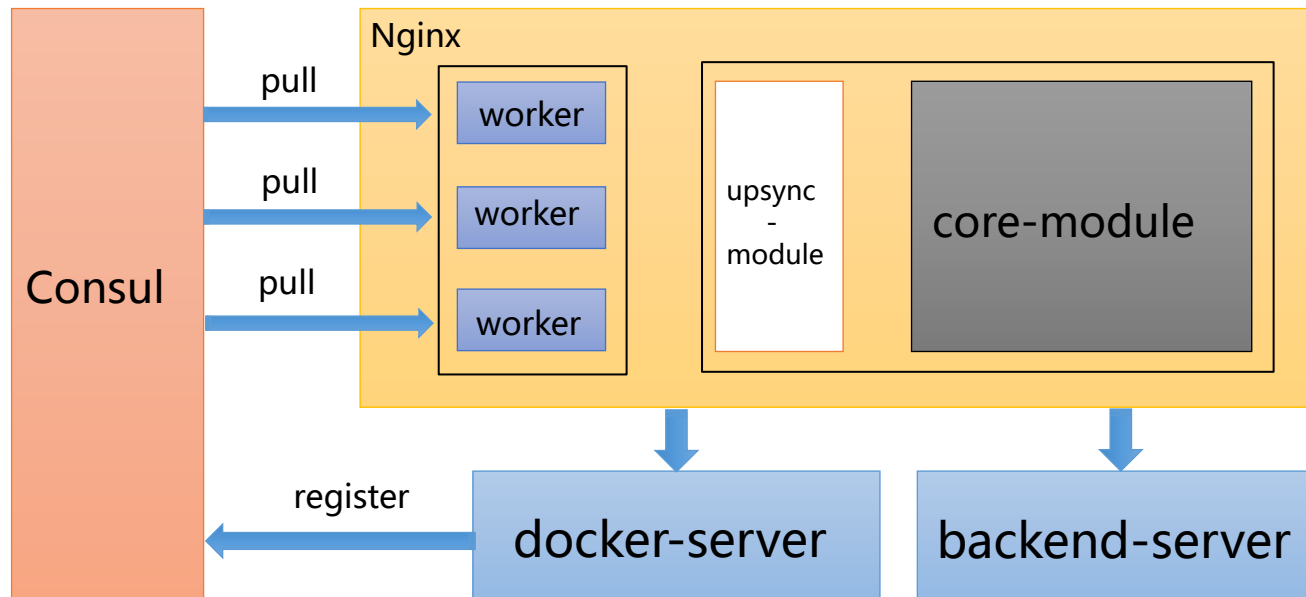 Nginx
pull
worker
pull
worker
upsync
-
module
core-module
Consul
pull
worker
register
docker-server
backend-server